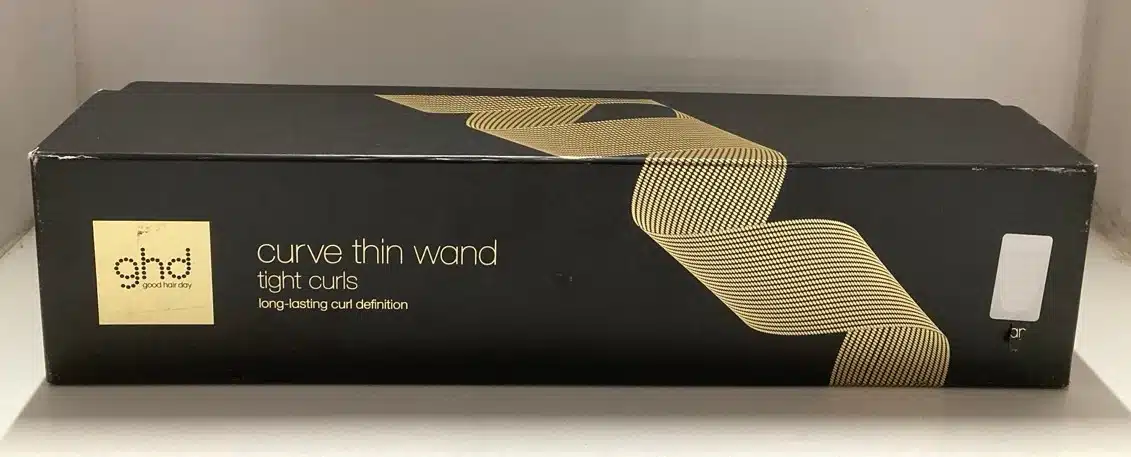 ghd
good hair day
curve thin wand
tight curls
long-lasting curl definition